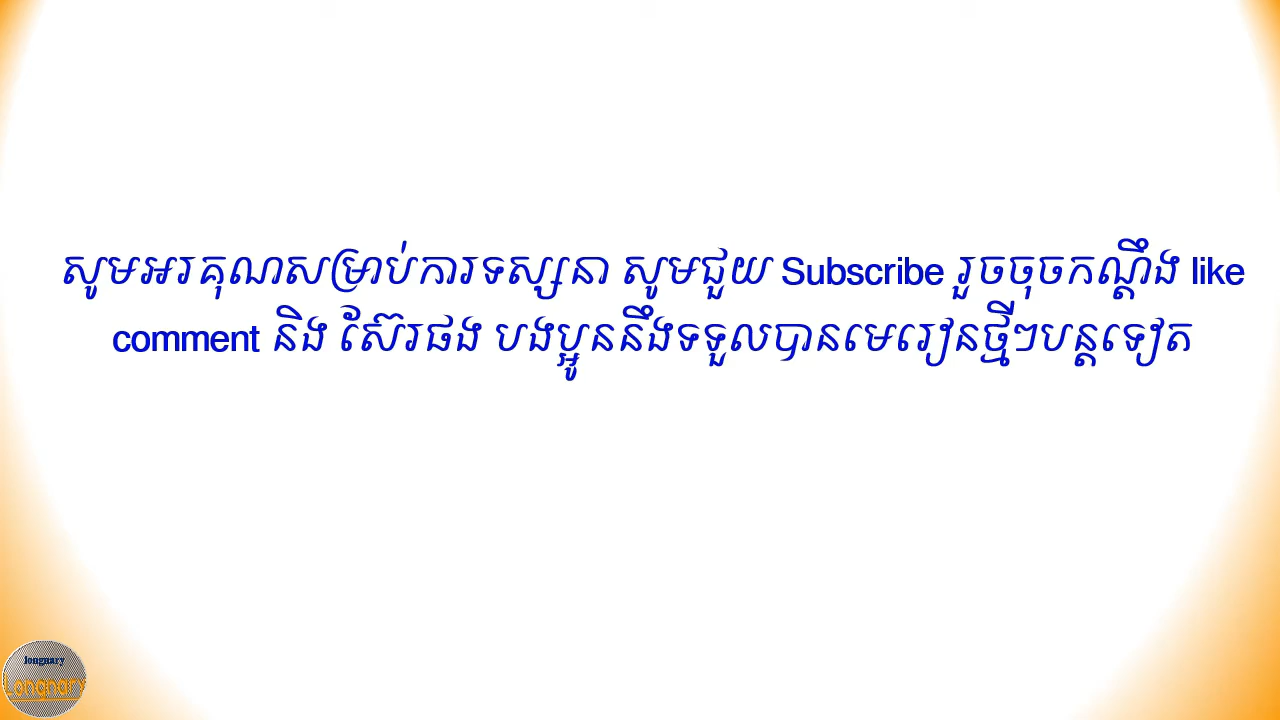 សូមអរគុណសម្រាប់ការទស្សនា សូមជួយ Subscribe រួចចុចកណ្ដឹង like
comment និង ស៊ែរផង បងប្អូននឹងទទួលបានមេរៀនថ្មីៗបន្តទៀត
longnary
Longnary